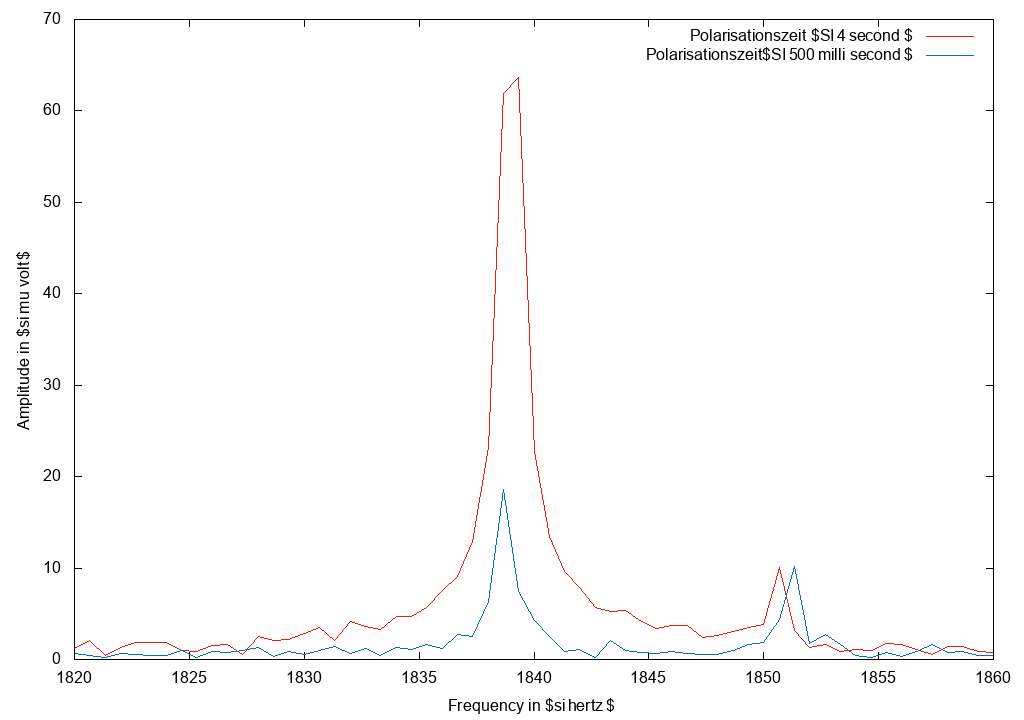 70
60
50
40
30
20
10
0
Polarisationszeit $SI 4 second $
Polarisationszeit$SI 500 milli second $
Amplitude in $si mu volt $
1820 1825 1830 1835 1840 1845 1850 1855 1860
Frequency in $si hertz $